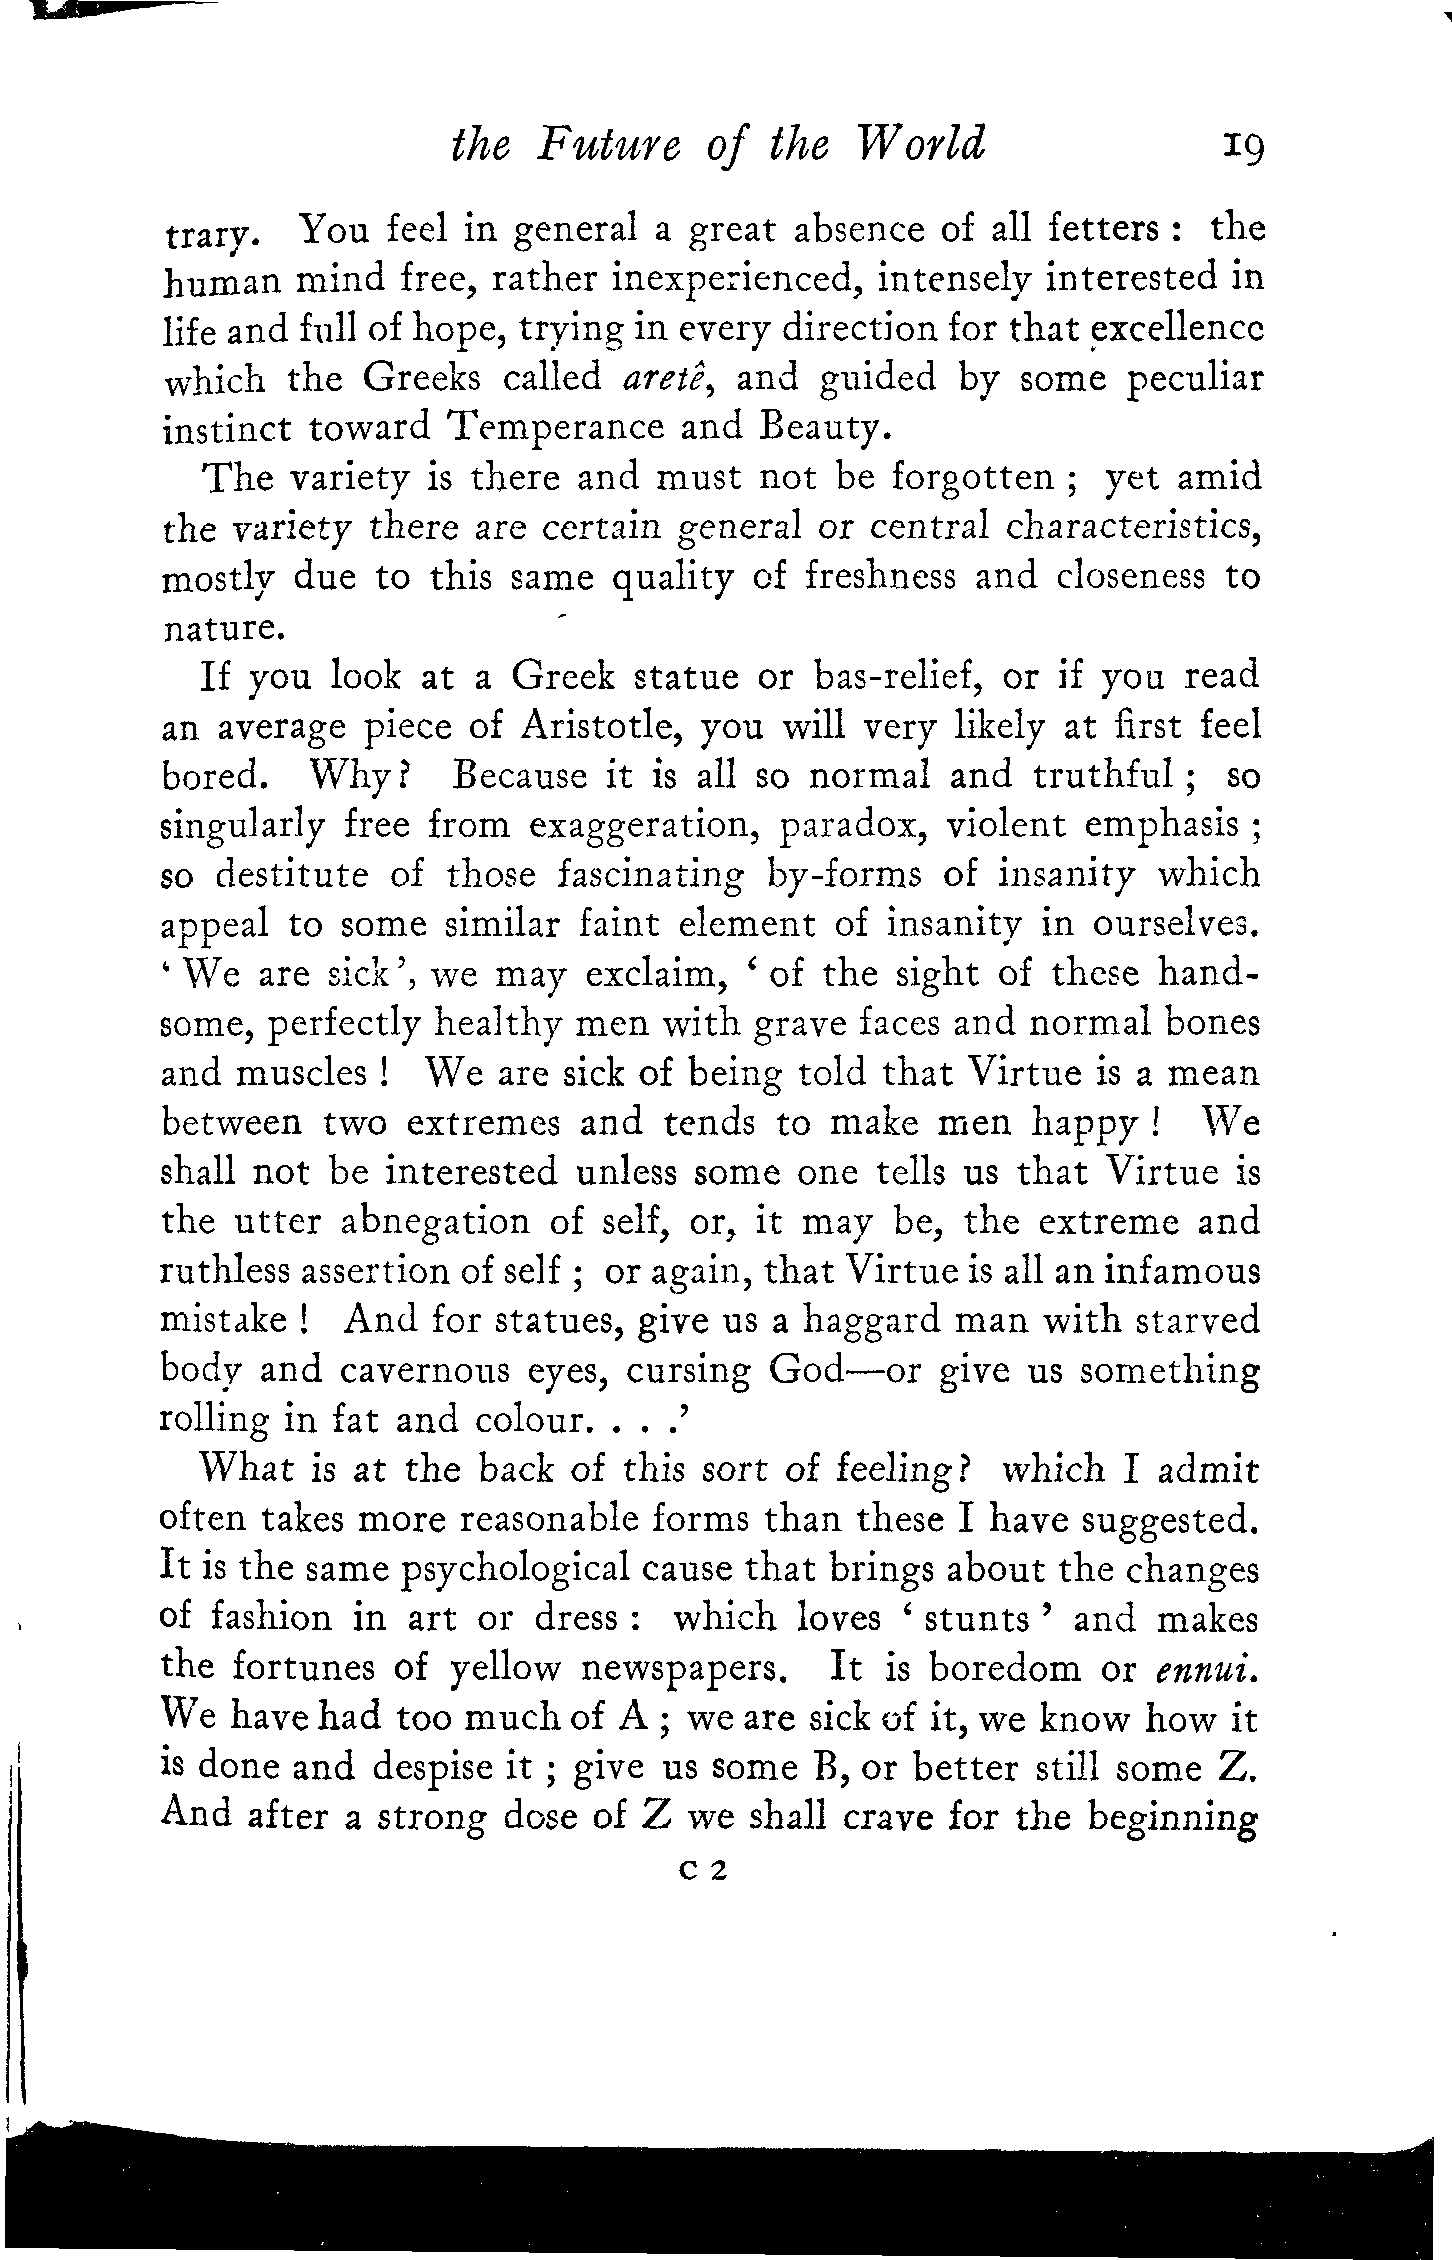 the Future of the World 19
trary. You feel in general a great absence of all fetters : the
human mind free, rather inexperienced, intensely interested in
life and full of hope, trying in every direction for that excellence
which the Greeks called aretê, and guided by some peculiar
instinct toward Temperance and Beauty.
The variety is there and must not be forgotten ; yet amid
the variety there are certain general or central characteristics,
mostly due to this same quality of freshness and closeness to
nature.
If you look at a Greek statue or bas-relief, or if you read
an average piece of Aristotle, you will very likely at first feel
bored. Why? Because it is all so normal and truthful ; so
singularly free from exaggeration, paradox, violent emphasis ;
so destitute of those fascinating by-forms of insanity which
appeal to some similar faint element of insanity in ourselves.
‘ We are sick ’, we may exclaim, ‘ of the sight of these hand-
some, perfectly healthy men with grave faces and normal bones
and muscles ! We are sick of being told that Virtue is a mean
between two extremes and tends to make men happy ! We
shall not be interested unless some one tells us that Virtue is
the utter abnegation of self, or, it may be, the extreme and
ruthless assertion of self ; or again, that Virtue is all an infamous
mistake ! And for statues, give us a haggard man with starved
body and cavernous eyes, cursing God—or give us something
rolling in fat and colour. . . .’
What is at the back of this sort of feeling? which I admit
often takes more reasonable forms than these I have suggested.
It is the same psychological cause that brings about the changes
of fashion in art or dress : which loves ‘ stunts ’ and makes
the fortunes of yellow newspapers. It is boredom or ennui.
We have had too much of A ; we are sick of it, we know how it
is done and despise it ; give us some B, or better still some Z.
And after a strong dose of Z we shall crave for the beginning
C 2